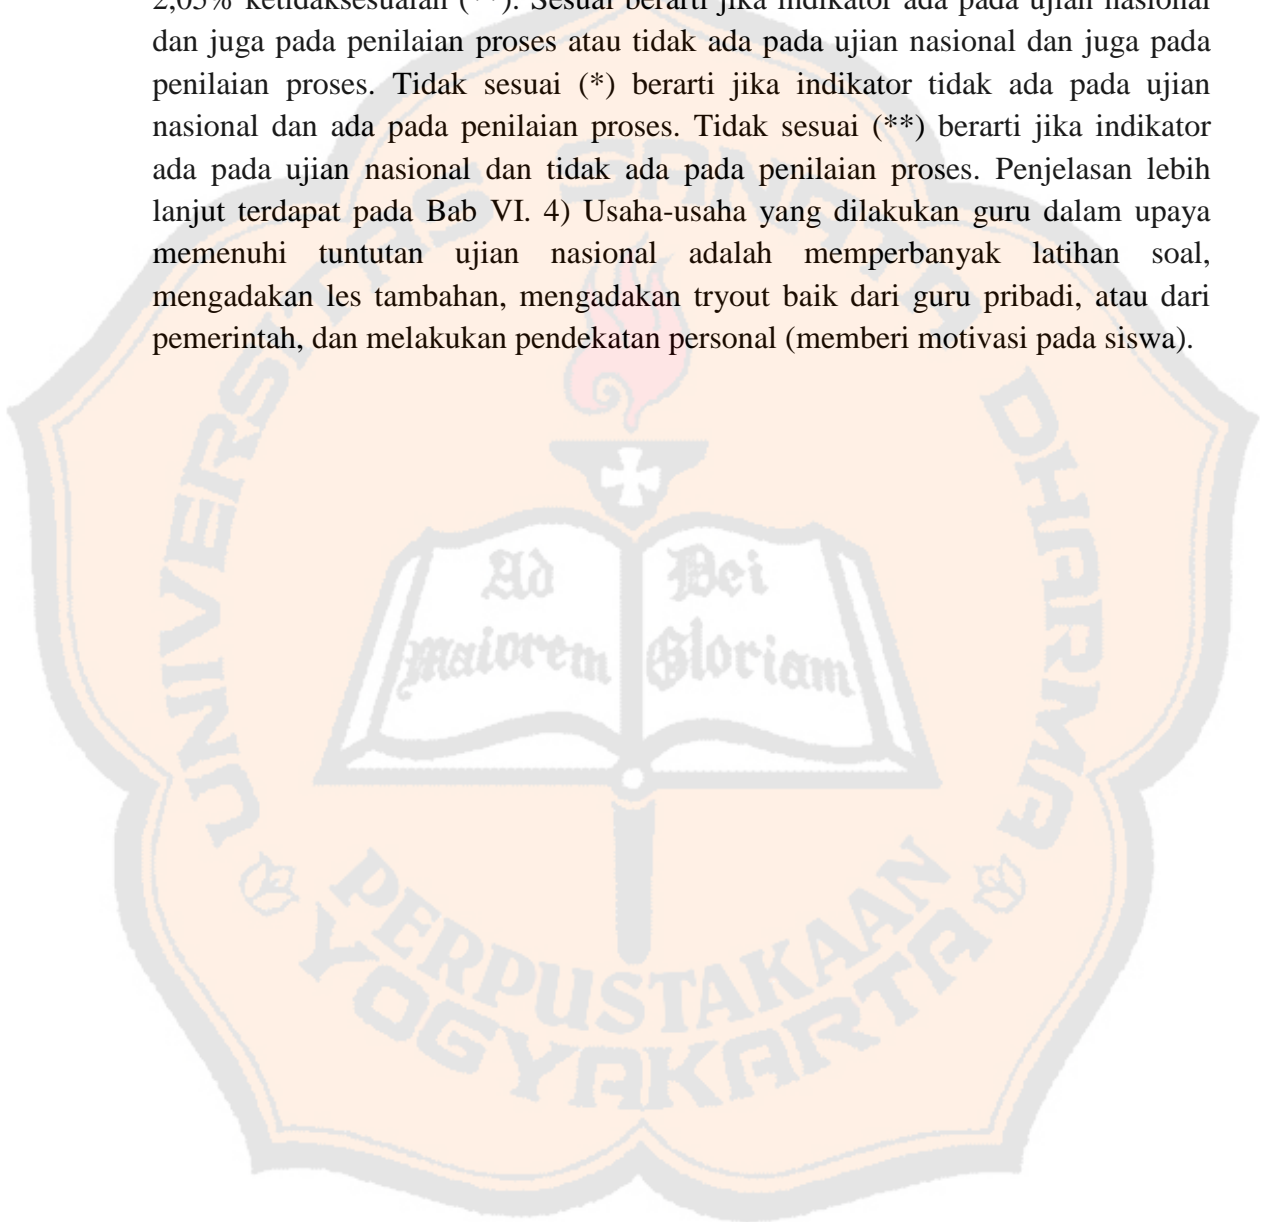 2,05% ketidaksesuaian (**). Sesuai berarti jika indikator ada pada ujian nasional
dan juga pada penilaian proses atau tidak ada pada ujian nasional dan juga pada
penilaian proses. Tidak sesuai (*) berarti jika indikator tidak ada pada ujian
nasional dan ada pada penilaian proses. Tidak sesuai (**) berarti jika indikator
ada pada ujian nasional dan tidak ada pada penilaian proses. Penjelasan lebih
lanjut terdapat pada Bab VI. 4) Usaha-usaha yang dilakukan guru dalam upaya
memenuhi tuntutan ujian nasional adalah memperbanyak latihan soal,
mengadakan les tambahan, mengadakan tryout baik dari guru pribadi, atau dari
pemerintah, dan melakukan pendekatan personal (memberi motivasi pada siswa).
UNIVERSITAS SANATA DHARMA
Ad Dei
Maiorem Gloriam
PERPUSTAKAAN
YOGYAKARTA